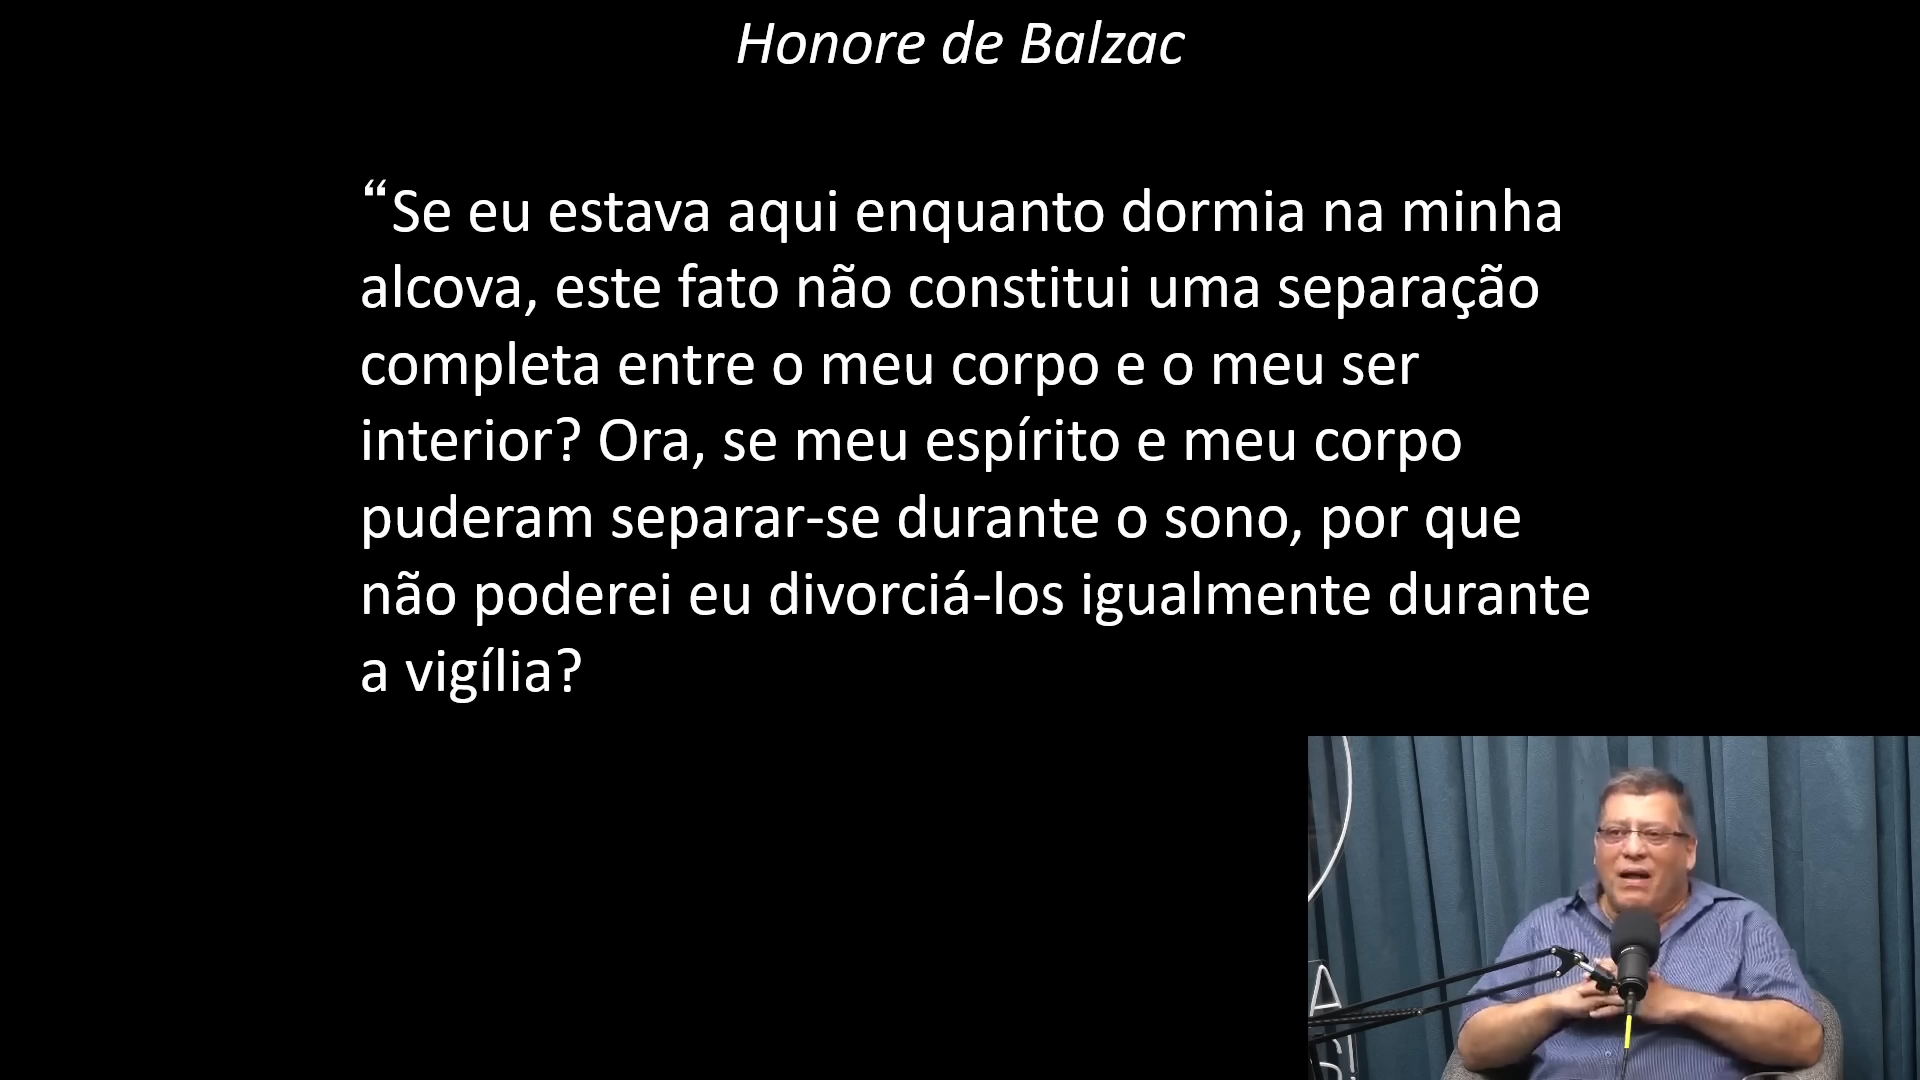 Honore de Balzac
“Se eu estava aqui enquanto dormia na minha
alcova, este fato não constitui uma separação
completa entre o meu corpo e o meu ser
interior? Ora, se meu espírito e meu corpo
puderam separar-se durante o sono, por que
não poderei eu divorciá-los igualmente durante
a vigília?